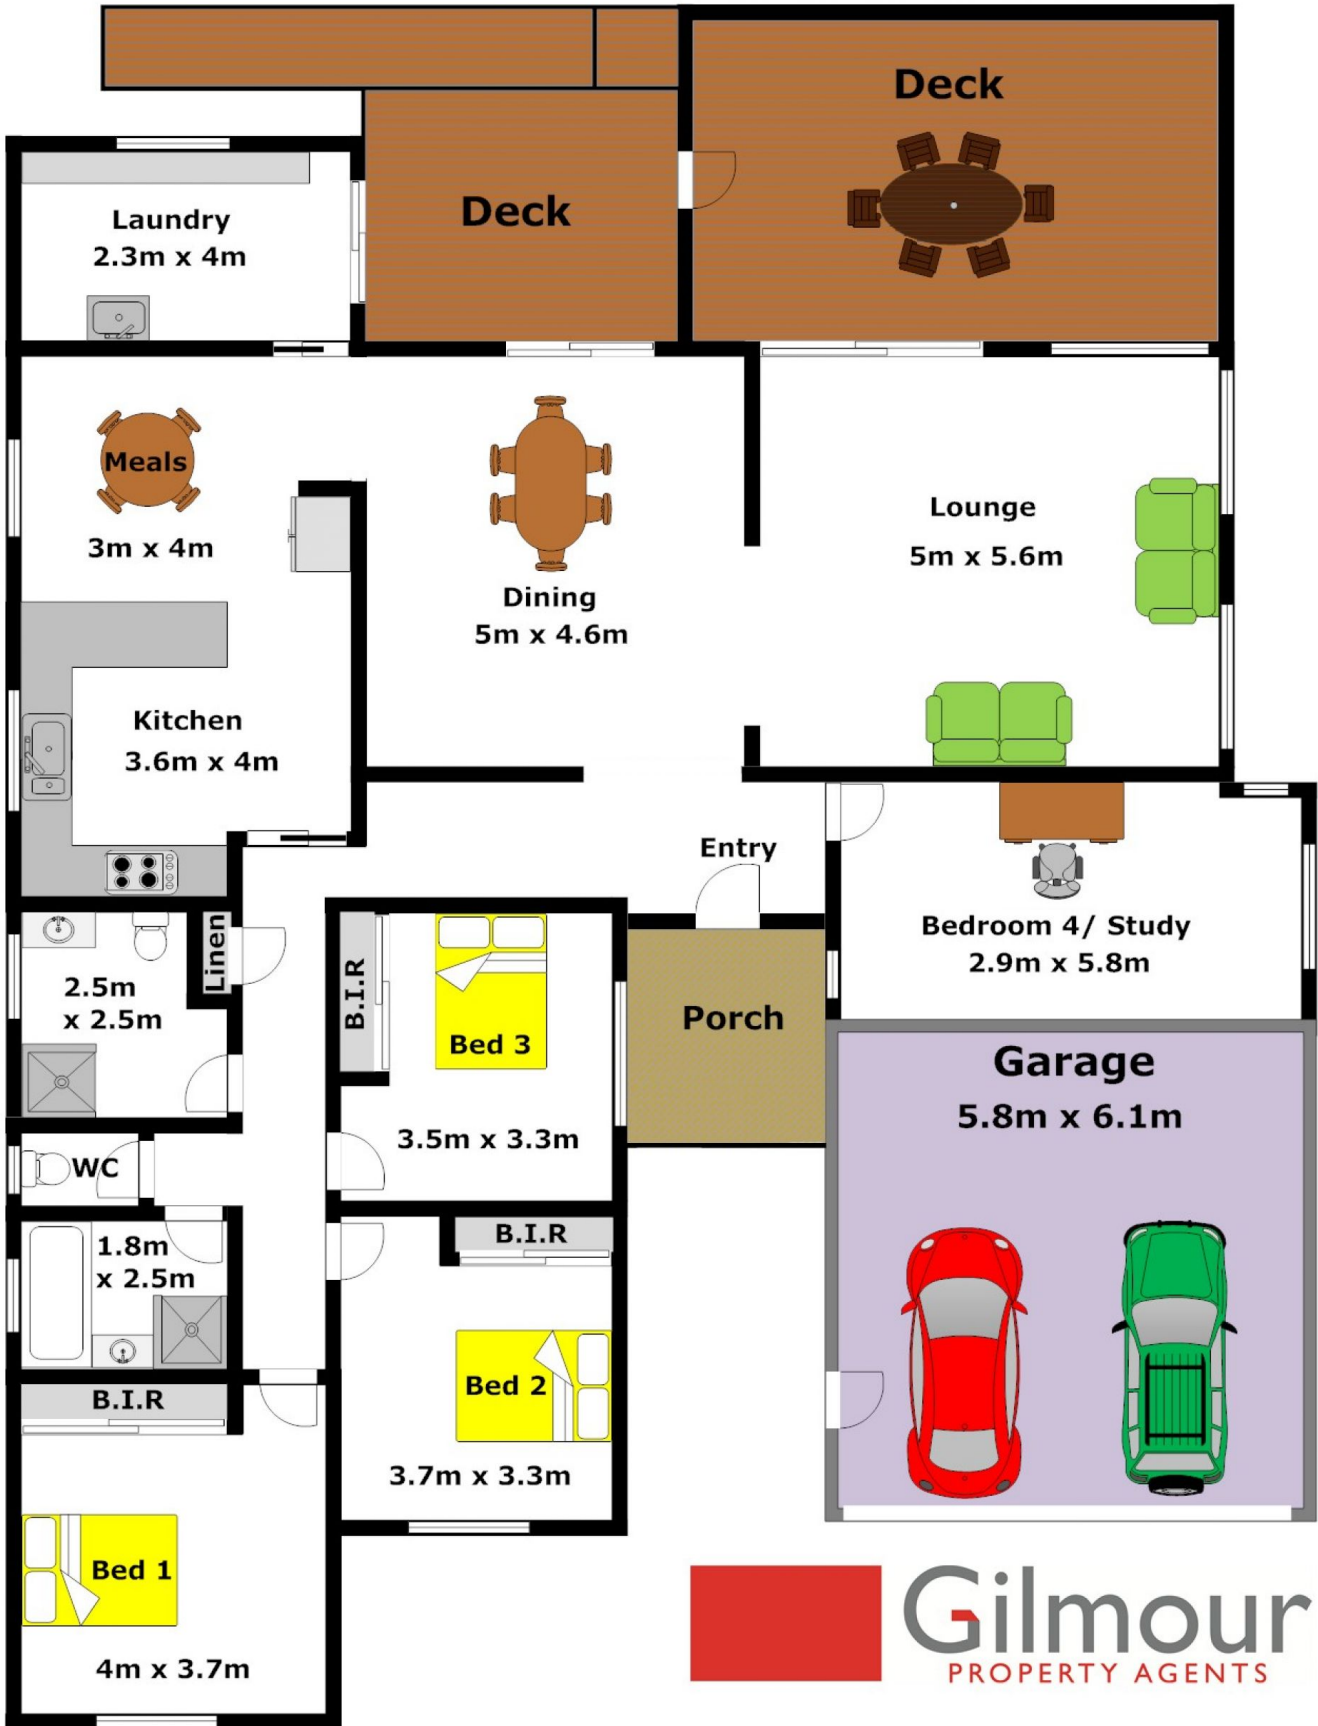 Deck
Deck
Laundry
2.3m x 4m
Meals
3m x 4m
Dining
5m x 4.6m
Lounge
5m x 5.6m
Kitchen
3.6m x 4m
Entry
Bedroom 4/ Study
2.9m x 5.8m
Linen
2.5m
x 2.5m
B.I.R
Bed 3
3.5m x 3.3m
Porch
Garage
5.8m x 6.1m
WC
1.8m
x 2.5m
B.I.R
Bed 2
3.7m x 3.3m
B.I.R
Bed 1
4m x 3.7m
Gilmour
PROPERTY AGENTS